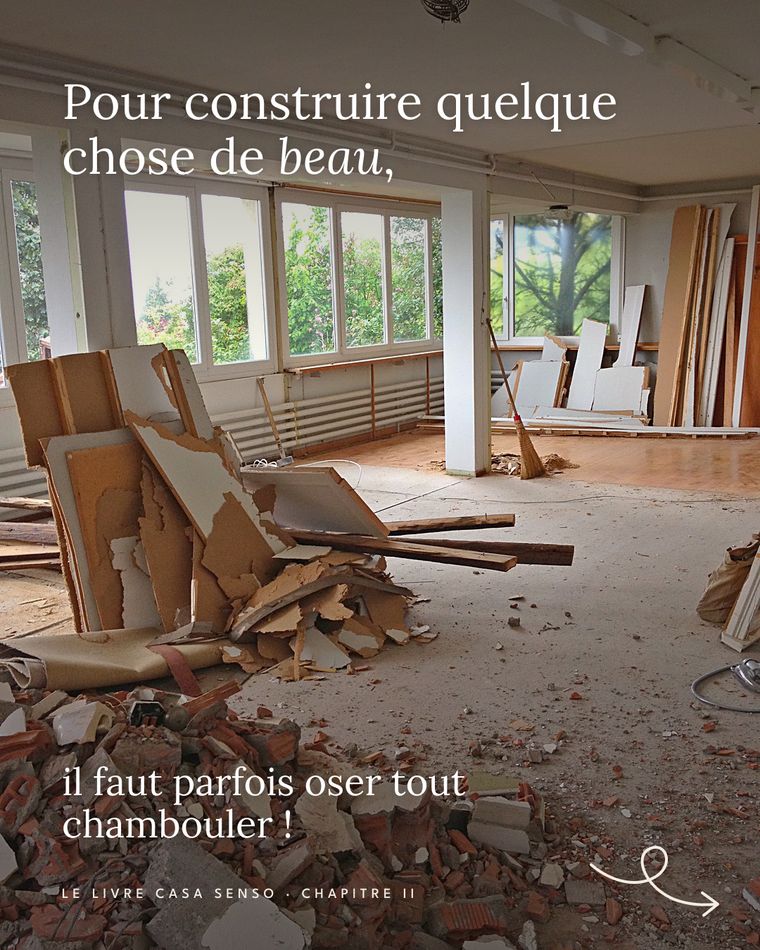 Pour construire quelque
chose de beau,
il faut parfois oser tout
chambouler !
LE LIVRE CASA SENSO · CHAPITRE II